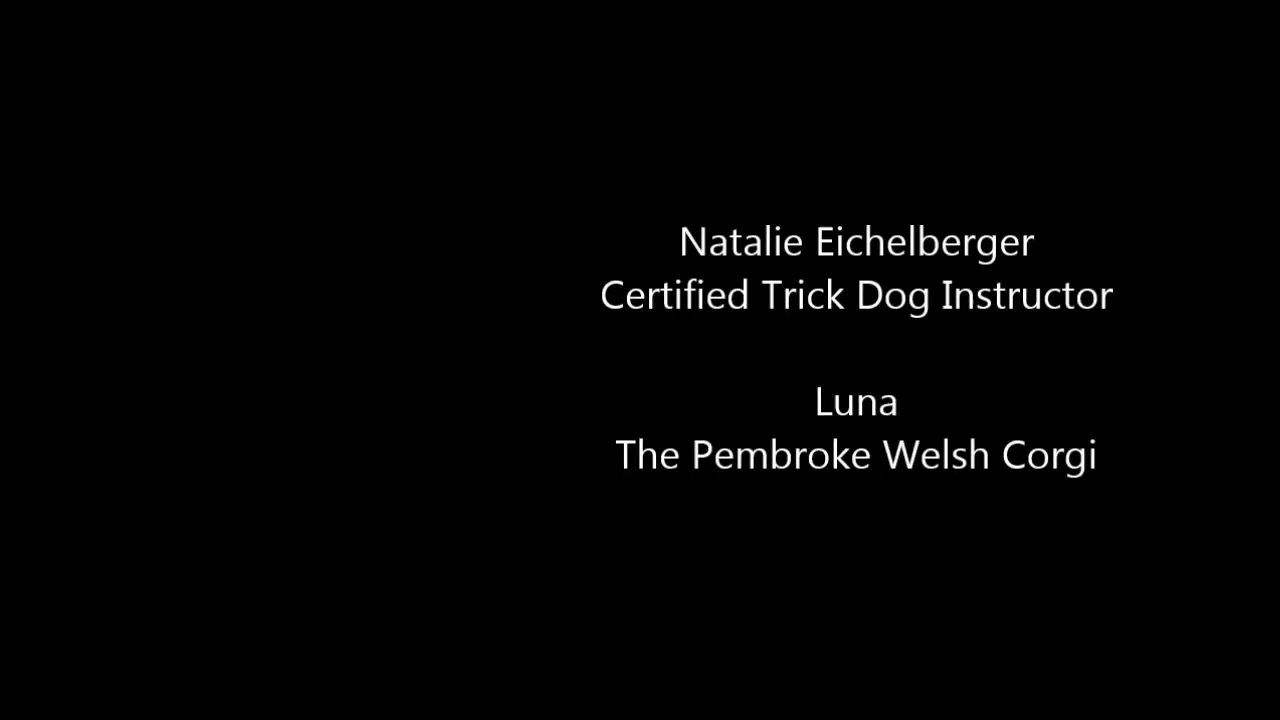 Natalie Eichelberger
Certified Trick Dog Instructor
Luna
The Pembroke Welsh Corgi